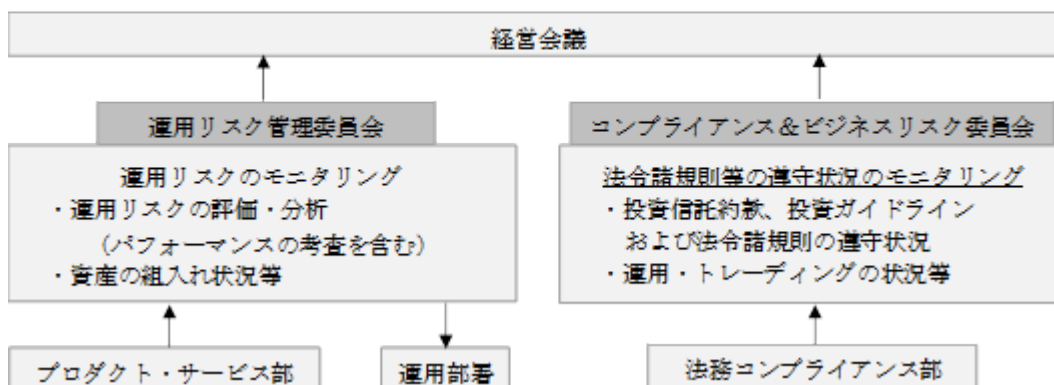 経営会議
運用リスク管理委員会
運用リスクのモニタリング
・運用リスクの評価・分析
（パフォーマンスの考査を含む）
・資産の組入れ状況等
コンプライアンス＆ビジネスリスク委員会
法令諸規則等の遵守状況のモニタリング
・投資信託約款、投資ガイドライン
および法令諸規則の遵守状況
・運用・トレーディングの状況等
プロダクト・サービス部
運用部署
法務コンプライアンス部